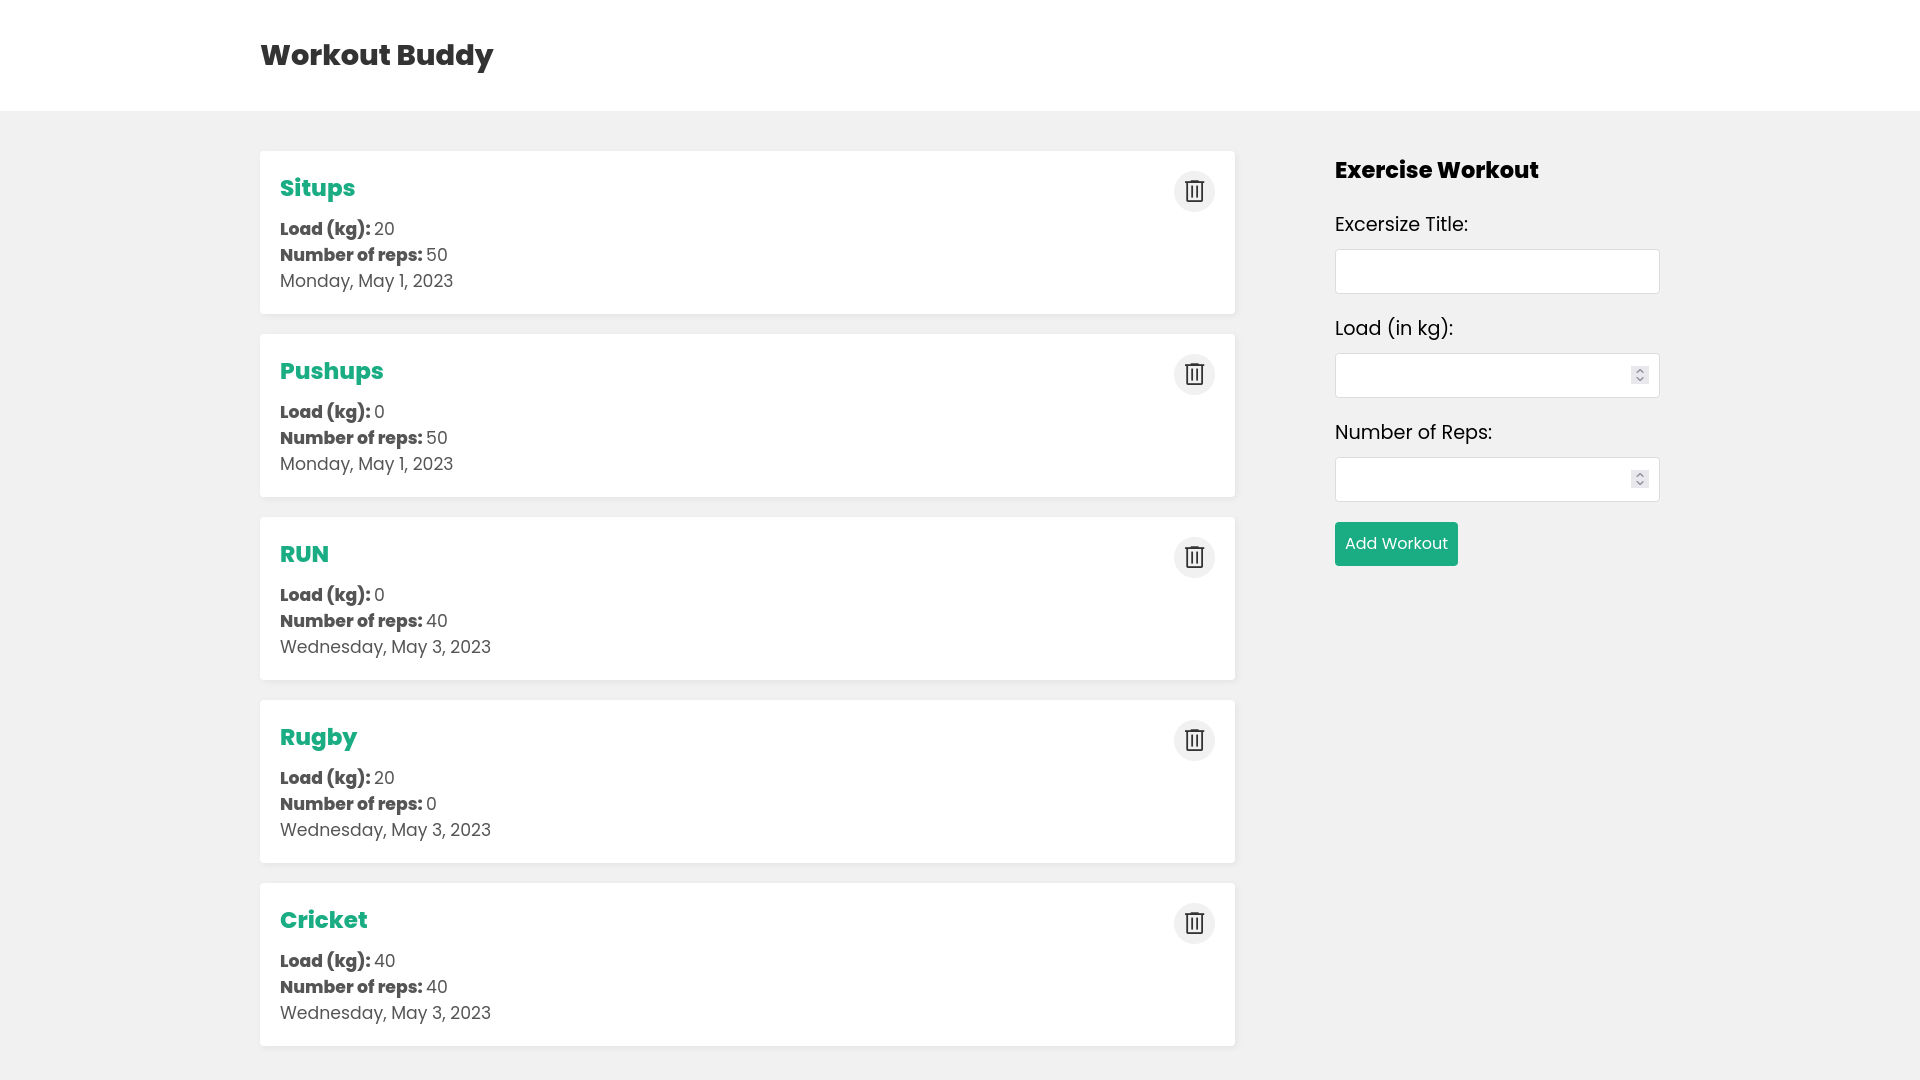 Workout Buddy
Situps
Load (kg): 20
Number of reps: 50
Monday, May 1, 2023
Pushups
Load (kg): 0
Number of reps: 50
Monday, May 1, 2023
RUN
Load (kg): 0
Number of reps: 40
Wednesday, May 3, 2023
Rugby
Load (kg): 20
Number of reps: 0
Wednesday, May 3, 2023
Cricket
Load (kg): 40
Number of reps: 40
Wednesday, May 3, 2023
Exercise Workout
Excersize Title:
Load (in kg):
Number of Reps:
Add Workout